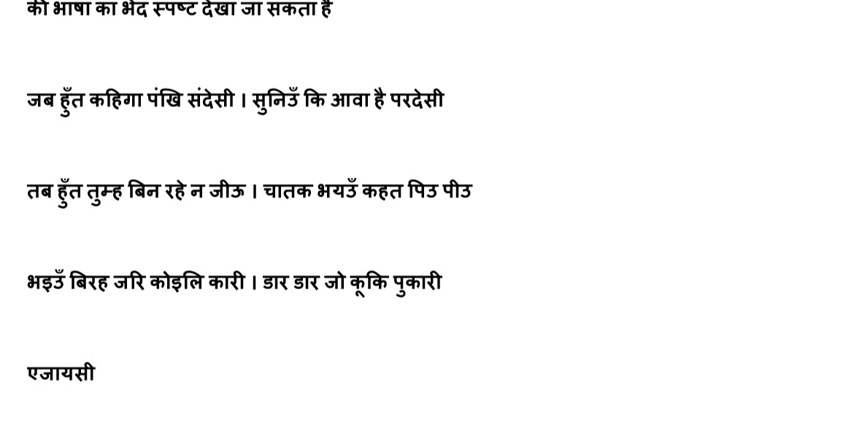 की भाषा का भेद स्पष्ट देखा जा सकता है
जब हुँत कहिगा पंखि संदेसी । सुनिउँ कि आवा है परदेसी
तब हुँत तुम्ह बिन रहे न जीऊ । चातक भयउँ कहत पिउ पीउ
भइउँ बिरह जरि कोइलि कारी । डार डार जो कूकि पुकारी
एजायसी